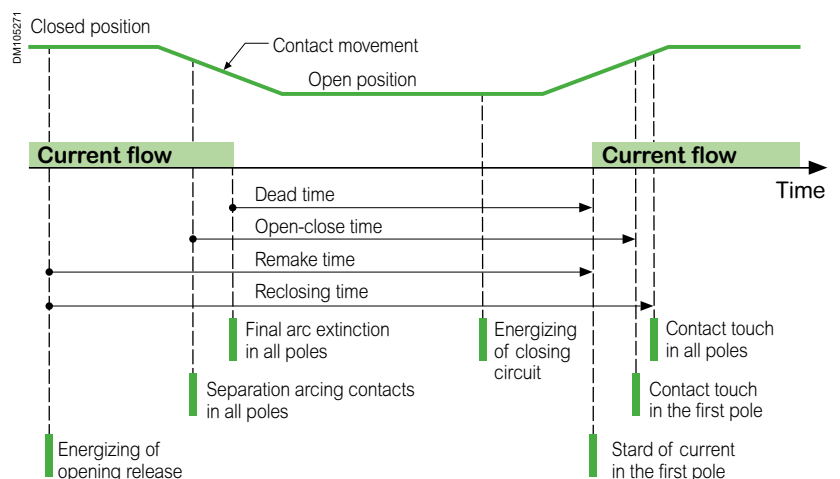 DM105271
Closed position
Contact movement
Open position
Current flow
Current flow
Time
Dead time
Open-close time
Remake time
Reclosing time
Final arc extinction
in all poles
Energizing
of closing
circuit
Contact touch
in all poles
Separation arcing contacts
in all poles
Contact touch
in the first pole
Energizing of
opening release
Stard of current
in the first pole